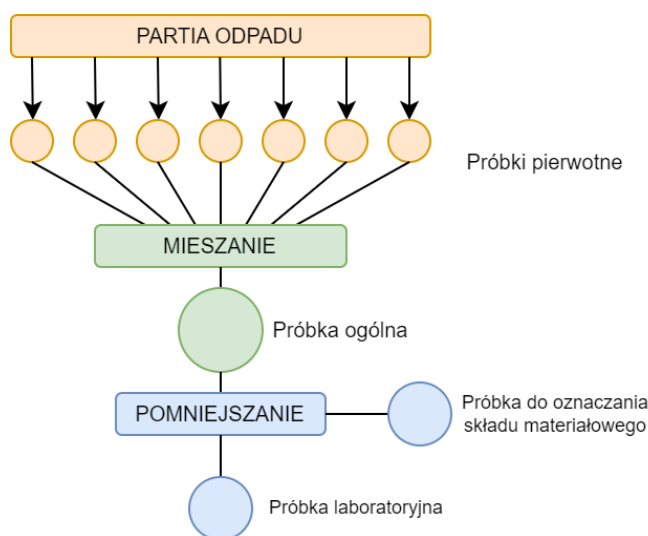 PARTIA ODPADU
Próbki pierwotne
MIESZANIE
Próbka ogólna
POMNIEJSZANIE
Próbka do oznaczania
składu materiałowego
Próbka laboratoryjna